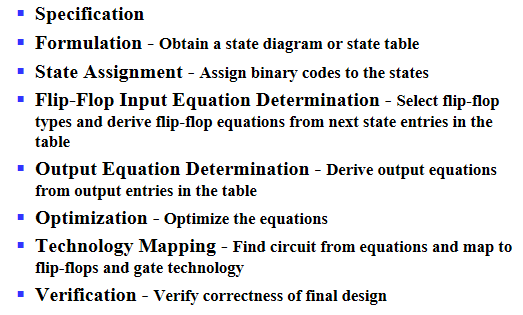 ▪ Specification
▪ Formulation - Obtain a state diagram or state table
▪ State Assignment - Assign binary codes to the states
▪ Flip-Flop Input Equation Determination - Select flip-flop
types and derive flip-flop equations from next state entries in the
table
▪ Output Equation Determination - Derive output equations
from output entries in the table
▪ Optimization - Optimize the equations
▪ Technology Mapping - Find circuit from equations and map to
flip-flops and gate technology
▪ Verification - Verify correctness of final design